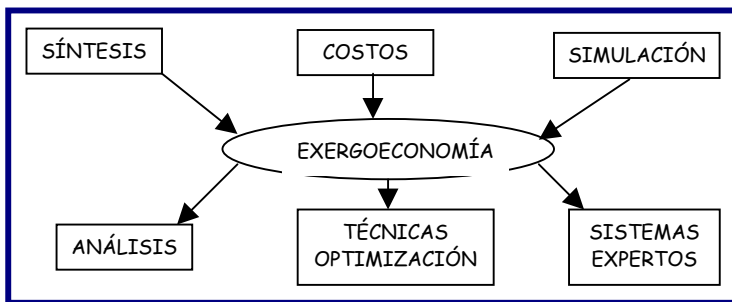 SÍNTESIS
COSTOS
SIMULACIÓN
EXERGOECONOMÍA
ANÁLISIS
TÉCNICAS
OPTIMIZACIÓN
SISTEMAS
EXPERTOS